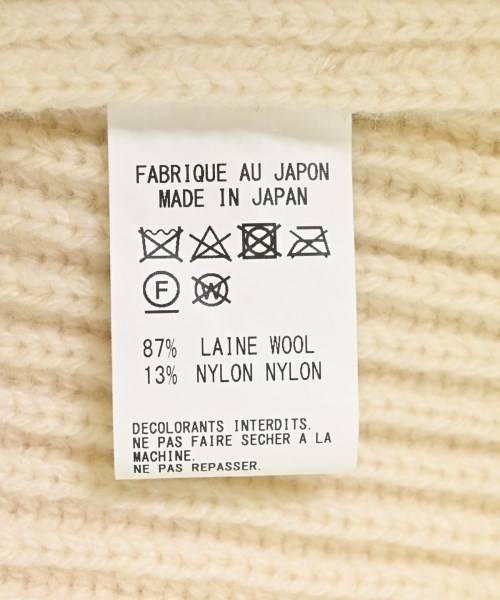 FABRIQUE AU JAPON
MADE IN JAPAN
F W
87% LAINE WOOL
13% NYLON NYLON
DECOLORANTS INTERDITS.
NE PAS FAIRE SECHER A LA
MACHINE.
NE PAS REPASSER.